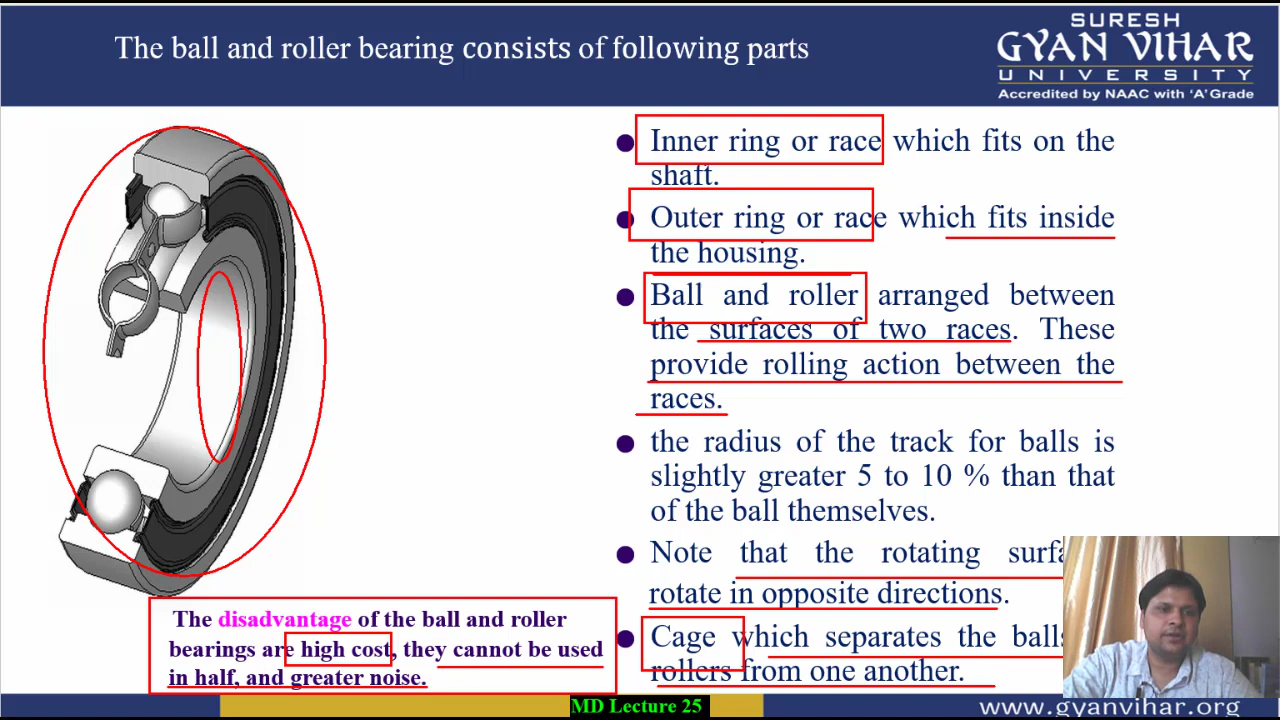 The ball and roller bearing consists of following parts
SURESH
GYAN VIHAR
UNIVERSITY
Accredited by NAAC with 'A' Grade
Inner ring or race which fits on the
shaft.
Outer ring or race which fits inside
the housing.
Ball and roller arranged between
the surfaces of two races. These
provide rolling action between the
races.
the radius of the track for balls is
slightly greater 5 to 10 % than that
of the ball themselves.
Note that the rotating
rotate in opposite directions.
Cage which separates the balls
rollers from one another.
The disadvantage of the ball and roller
bearings are high cost, they cannot be used
in half, and greater noise.
MD Lecture 25
www.gyanvihar.org